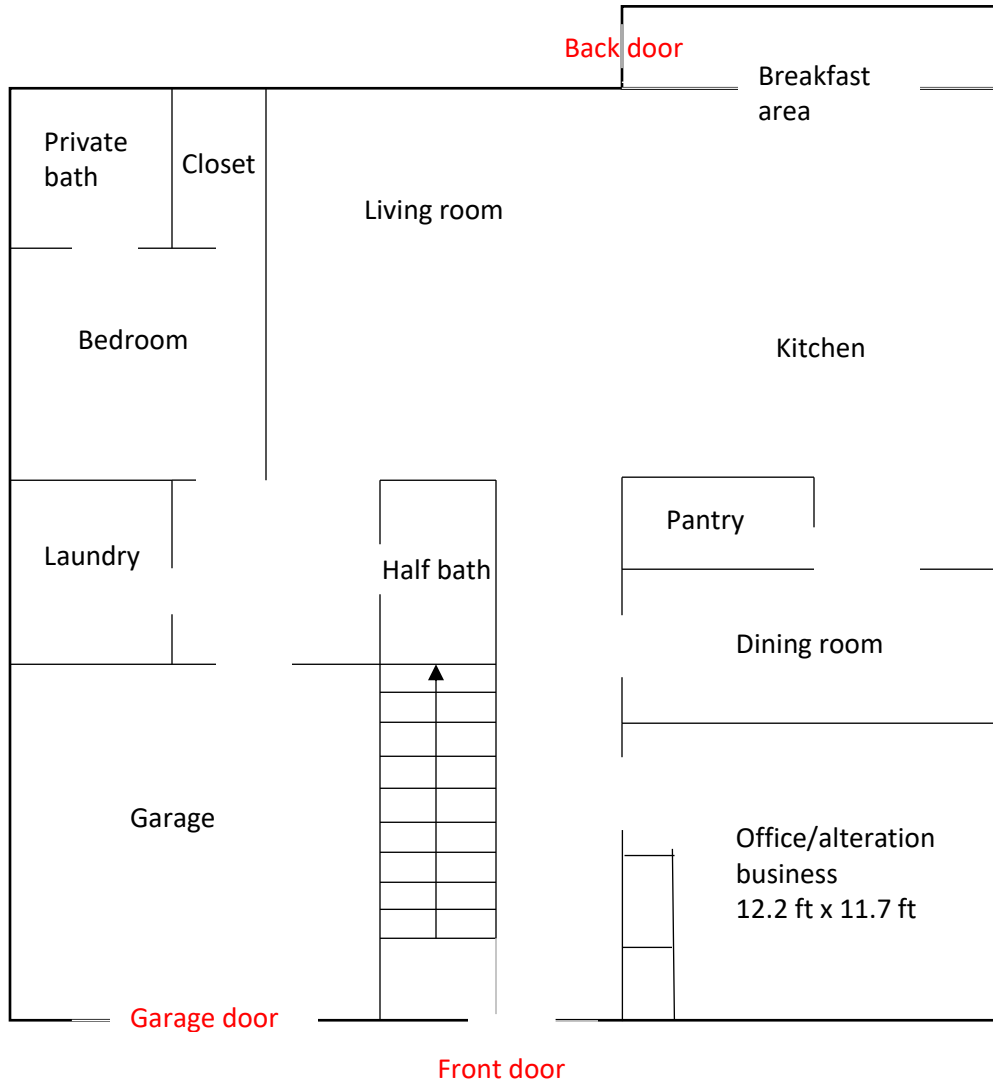 Back door
Breakfast
area
Private
bath
Closet
Living room
Bedroom
Kitchen
Pantry
Laundry
Half bath
Dining room
Garage
Office/alteration
business
12.2 ft x 11.7 ft
Garage door
Front door